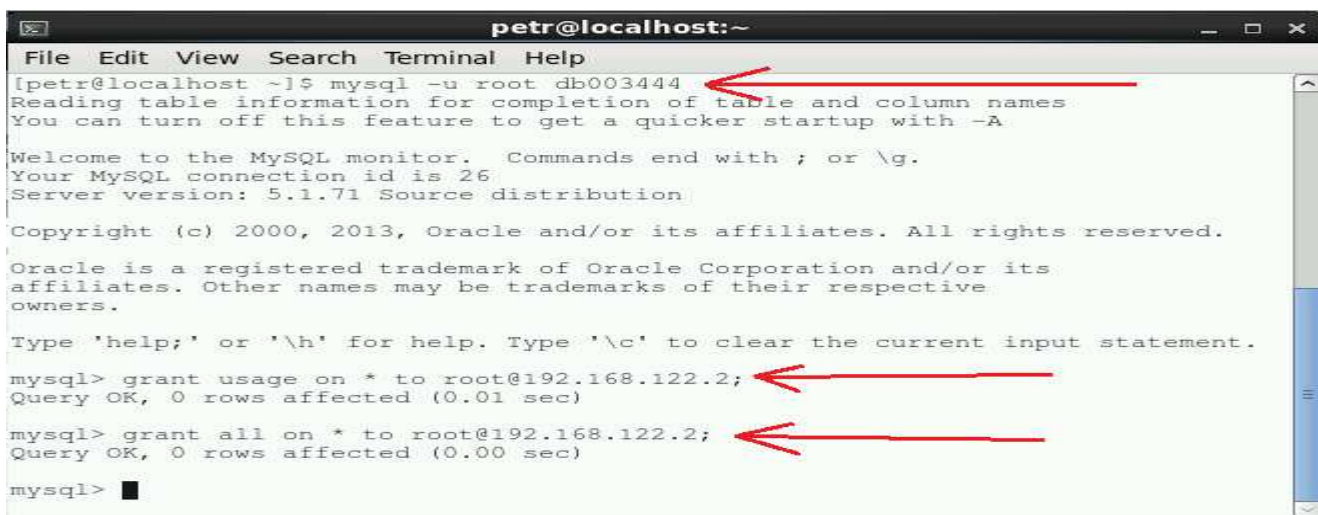 petr@localhost:~
File Edit View Search Terminal Help
[petr@localhost ~]$ mysql -u root db003444
Reading table information for completion of table and column names
You can turn off this feature to get a quicker startup with -A
Welcome to the MySQL monitor.  Commands end with ; or \g.
Your MySQL connection id is 26
Server version: 5.1.71 Source distribution
Copyright (c) 2000, 2013, Oracle and/or its affiliates. All rights reserved.
Oracle is a registered trademark of Oracle Corporation and/or its
affiliates. Other names may be trademarks of their respective
owners.
Type 'help;' or '\h' for help. Type '\c' to clear the current input statement.
mysql> grant usage on * to root@192.168.122.2;
Query OK, 0 rows affected (0.01 sec)
mysql> grant all on * to root@192.168.122.2;
Query OK, 0 rows affected (0.00 sec)
mysql>